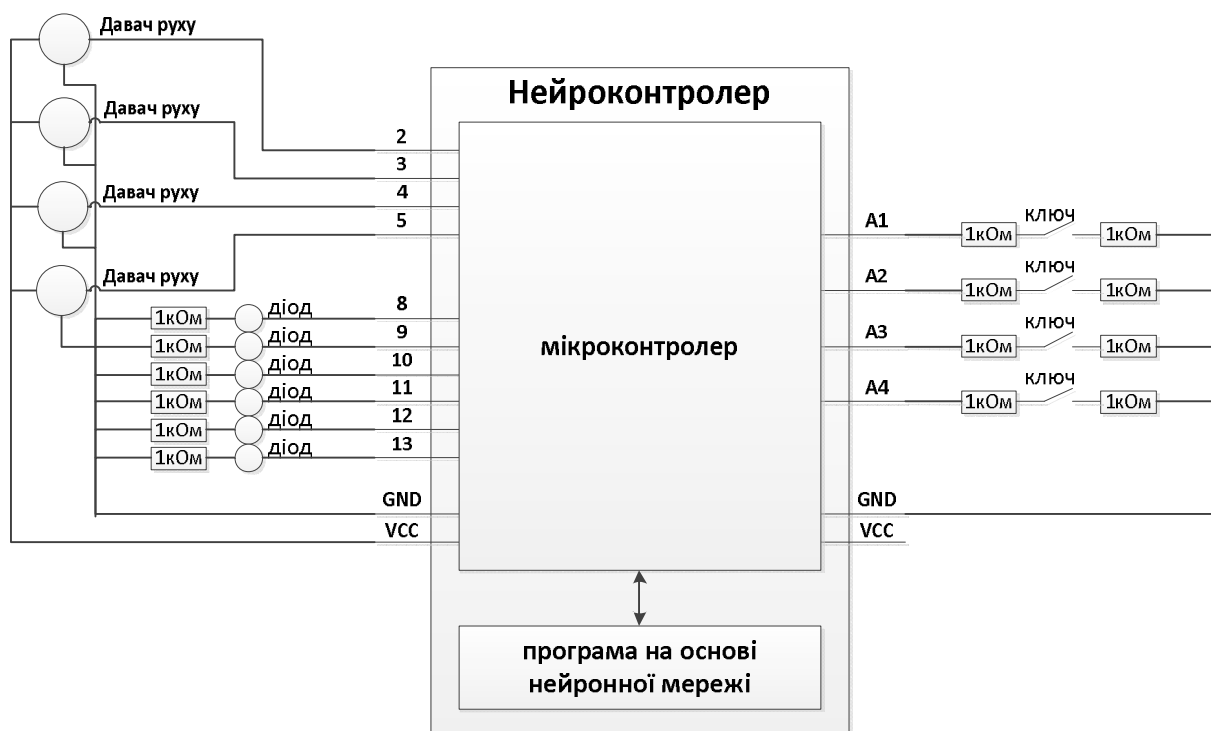 Давач руху
Давач руху
Давач руху
Давач руху
Нейроконтролер
2
3
4
5
8
9
10
11
12
13
GND
VCC
1кОм діод
1кОм діод
1кОм діод
1кОм діод
1кОм діод
1кОм діод
мікроконтролер
A1
A2
A3
A4
GND
VCC
1кОм ключ 1кОм
1кОм ключ 1кОм
1кОм ключ 1кОм
1кОм ключ 1кОм
програма на основі
нейронної мережі